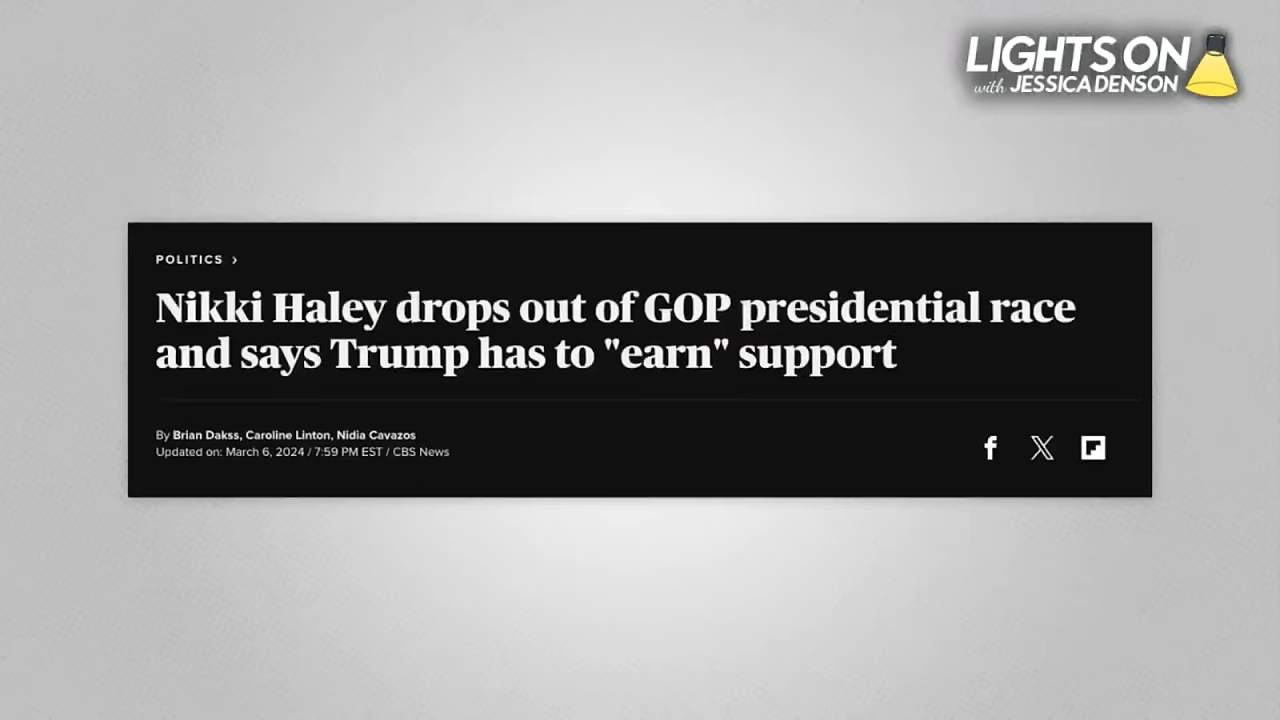 LIGHTS ON
with JESSICA DENSON
POLITICS ›
Nikki Haley drops out of GOP presidential race
and says Trump has to "earn" support
By Brian Dakss, Caroline Linton, Nidia Cavazos
Updated on: March 6, 2024 / 7:59 PM EST / CBS News